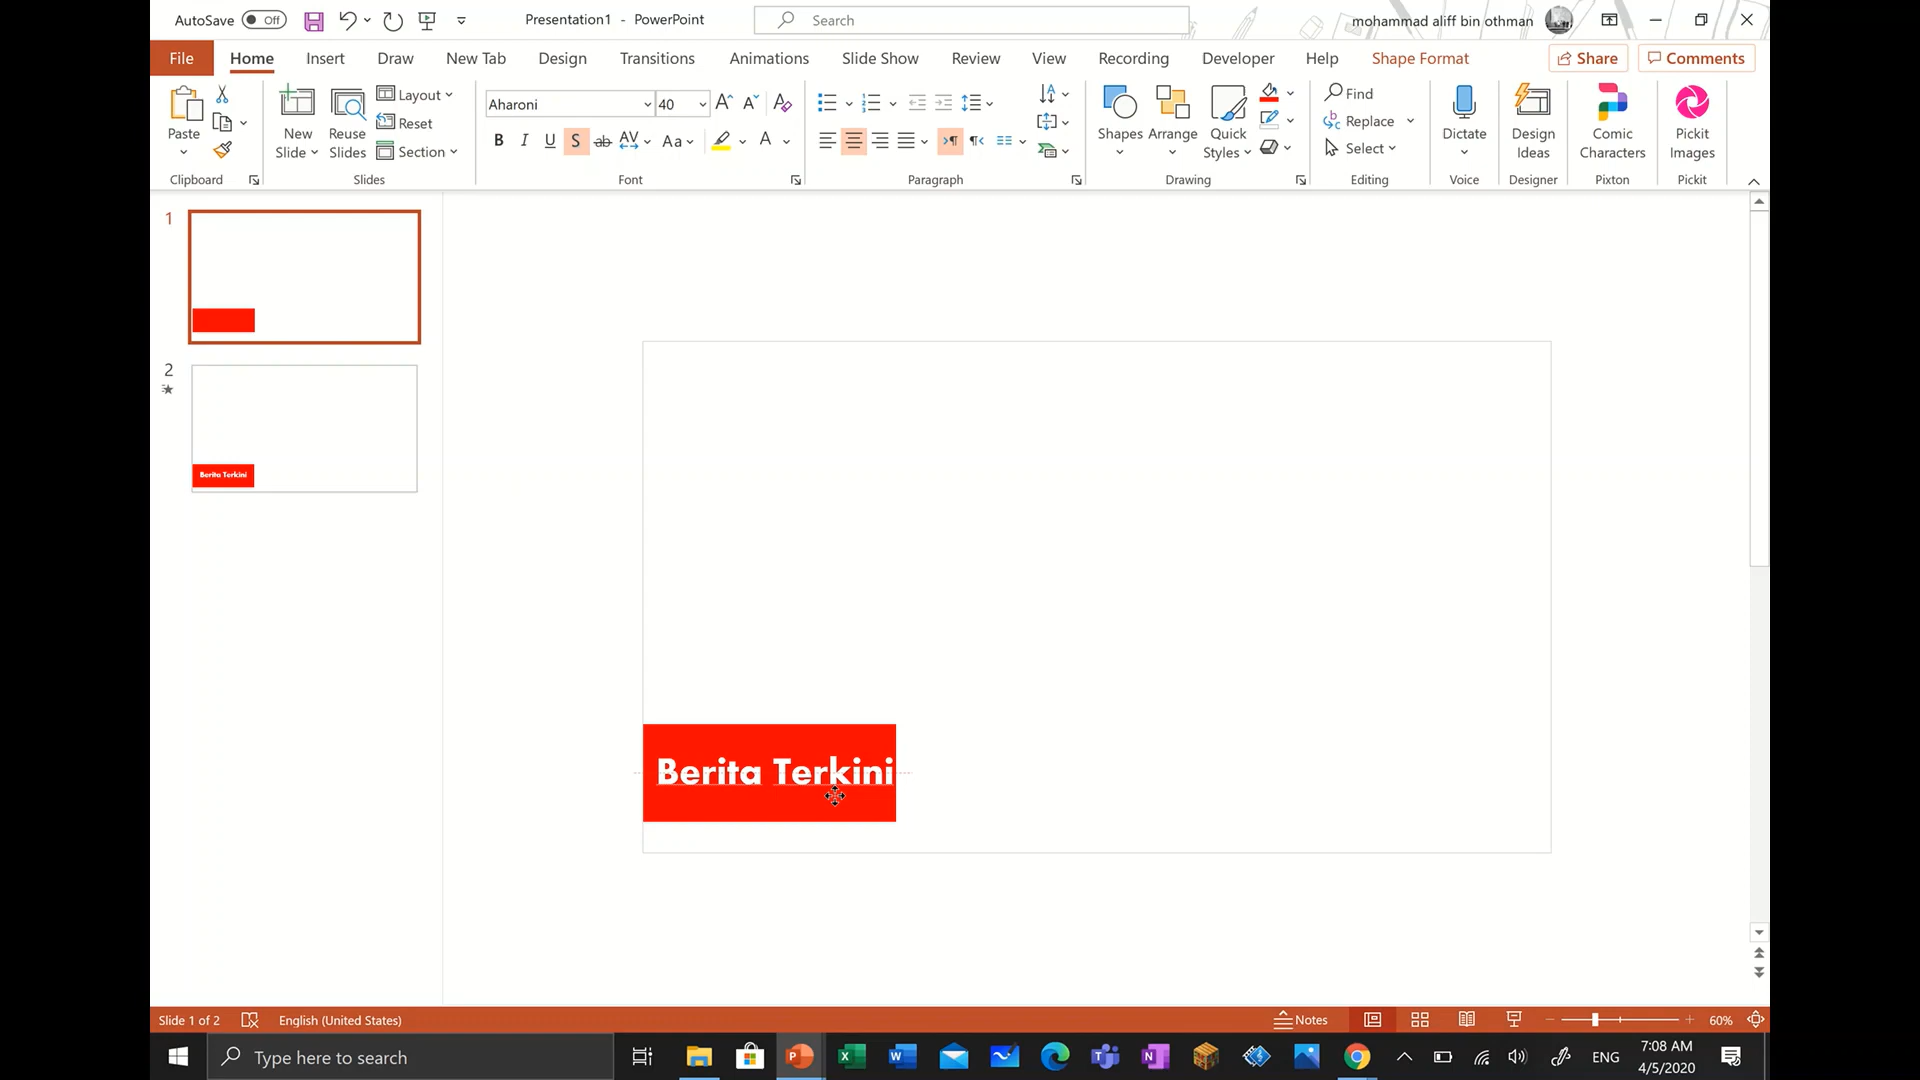 AutoSave Off Presentation1 - PowerPoint Search mohammad aliff bin othman
File Home Insert Draw New Tab Design Transitions Animations Slide Show Review View Recording Developer Help Shape Format Share Comments
Paste
New Slide
Reuse Slides
Layout
Reset
Section
Aharoni 40
B I U S ab AV Aa A
Shapes Arrange Quick Styles
Find
Replace
Select
Dictate
Design Ideas
Comic Characters
Pickit Images
Clipboard Slides Font Paragraph Drawing Editing Voice Designer Pixton Pickit
1
2
Berita Terkini
Berita Terkini
Slide 1 of 2 English (United States) Notes 60%
Type here to search ENG 7:08 AM
4/5/2020